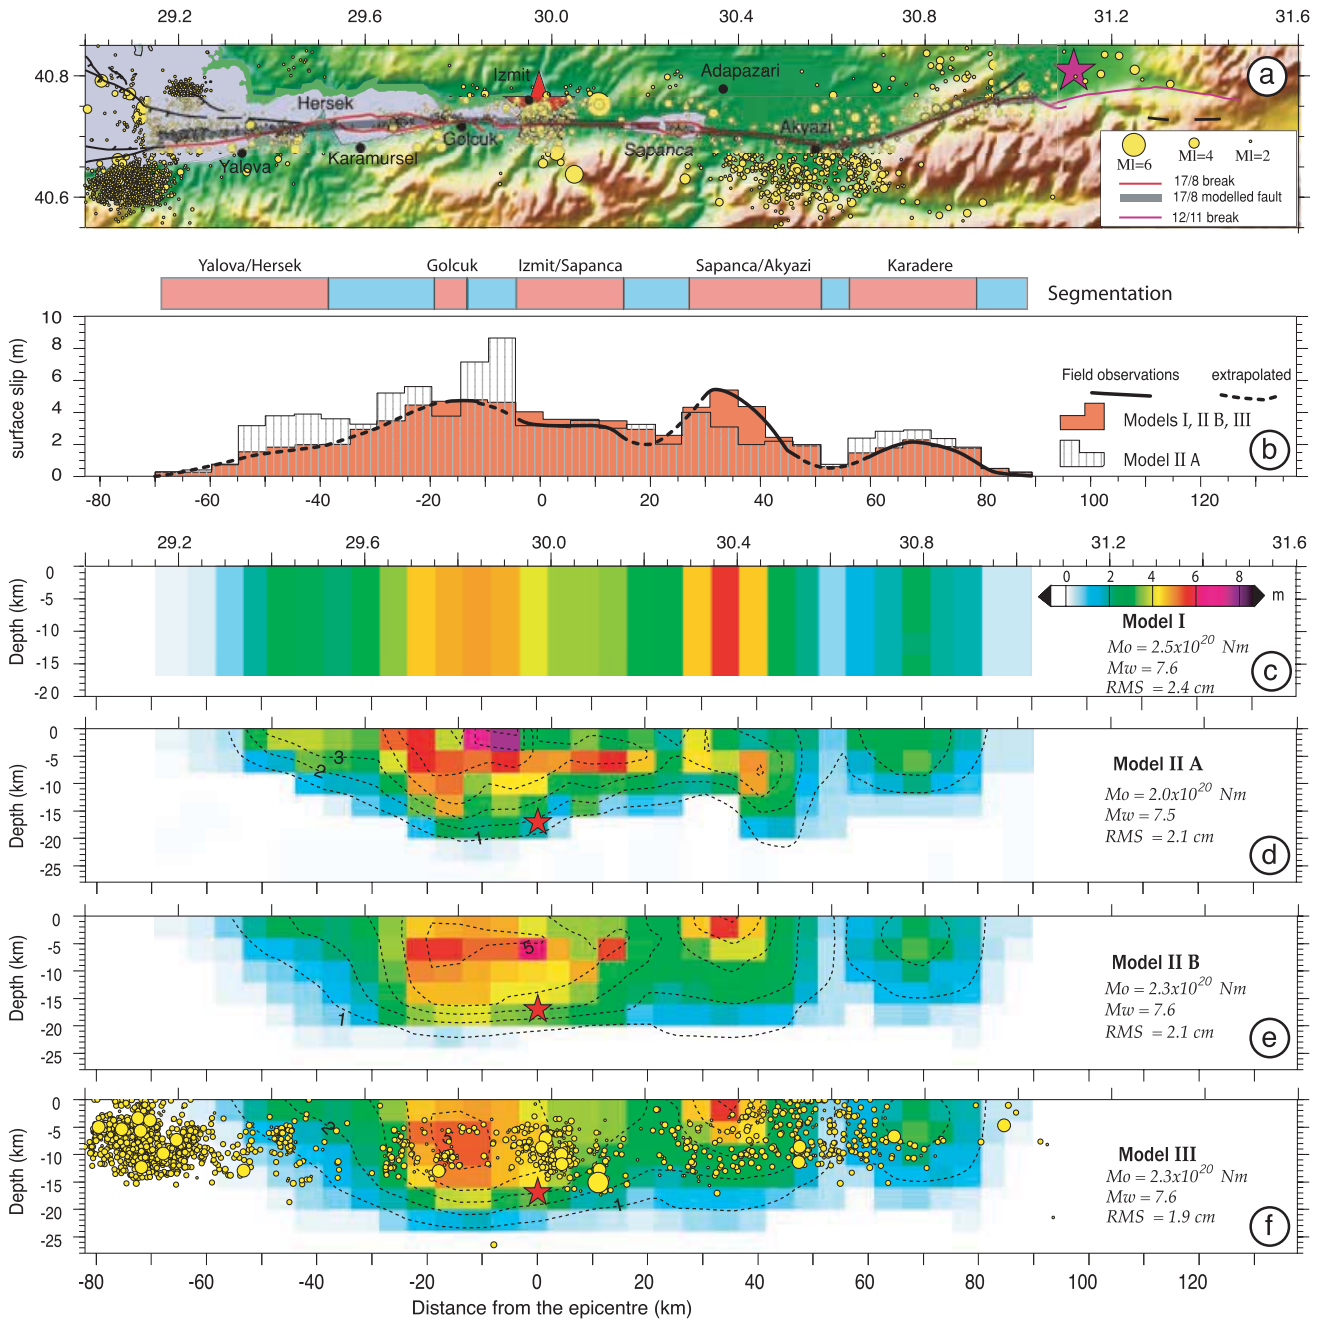 29.2 29.6 30.0 30.4 30.8 31.2 31.6
40.8
40.6
Izmit
Adapazari
Hersek
Golcuk
Akyazi
Yalova
Karamursel
Sapanca
a
Ml=6 Ml=4 Ml=2
17/8 break
17/8 modelled fault
12/11 break
Yalova/Hersek Golcuk Izmit/Sapanca Sapanca/Akyazi Karadere
Segmentation
surface slip (m)
10
8
6
4
2
0
Field observations extrapolated
Models I, II B, III
Model II A
b
-80 -60 -40 -20 0 20 40 60 80 100 120
29.2 29.6 30.0 30.4 30.8 31.2 31.6
Depth (km)
0
-5
-10
-15
-20
0 2 4 6 8 m
Model I
Mo = 2.5x10²⁰ Nm
Mw = 7.6
RMS = 2.4 cm
c
Depth (km)
0
-5
-10
-15
-20
-25
3
2
1
Model II A
Mo = 2.0x10²⁰ Nm
Mw = 7.5
RMS = 2.1 cm
d
Depth (km)
0
-5
-10
-15
-20
-25
5
1
Model II B
Mo = 2.3x10²⁰ Nm
Mw = 7.6
RMS = 2.1 cm
e
Depth (km)
0
-5
-10
-15
-20
-25
2
1
Model III
Mo = 2.3x10²⁰ Nm
Mw = 7.6
RMS = 1.9 cm
f
-80 -60 -40 -20 0 20 40 60 80 100 120
Distance from the epicentre (km)